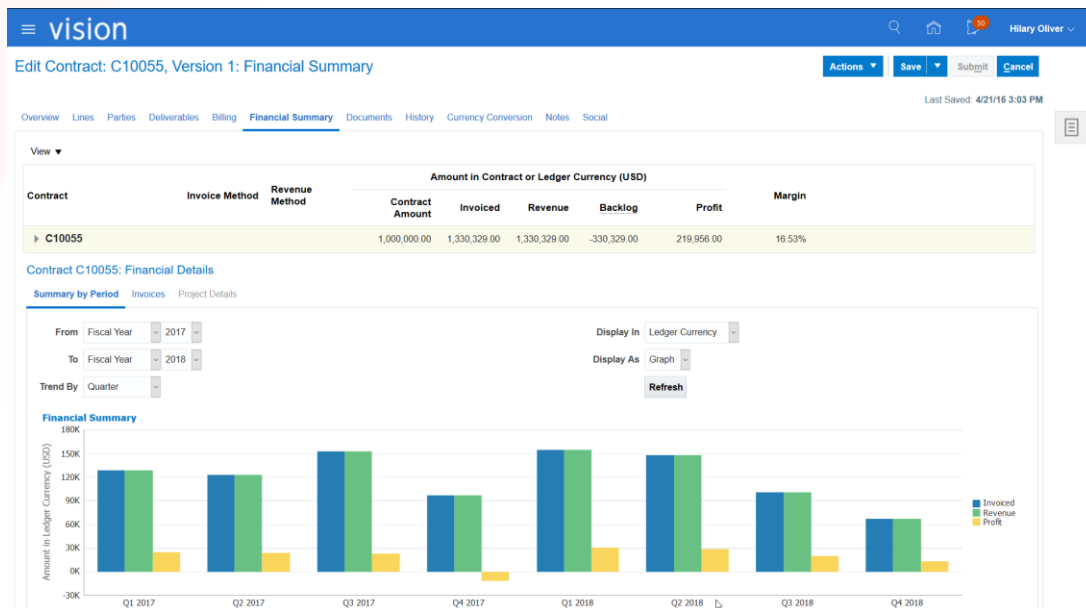 vision
50
Hilary Oliver
Edit Contract: C10055, Version 1: Financial Summary
Actions Save Submit Cancel
Last Saved: 4/21/16 3:03 PM
Overview Lines Parties Deliverables Billing Financial Summary Documents History Currency Conversion Notes Social
View
Amount in Contract or Ledger Currency (USD)
Contract Invoice Method Revenue Method Contract Amount Invoiced Revenue Backlog Profit Margin
C10055 1,000,000.00 1,330,329.00 1,330,329.00 -330,329.00 219,956.00 16.53%
Contract C10055: Financial Details
Summary by Period Invoices Project Details
From Fiscal Year 2017 Display In Ledger Currency
To Fiscal Year 2018 Display As Graph
Trend By Quarter Refresh
Financial Summary
Amount in Ledger Currency (USD)
180K
150K
120K
90K
60K
30K
0K
-30K
Invoiced
Revenue
Profit
Q1 2017 Q2 2017 Q3 2017 Q4 2017 Q1 2018 Q2 2018 Q3 2018 Q4 2018